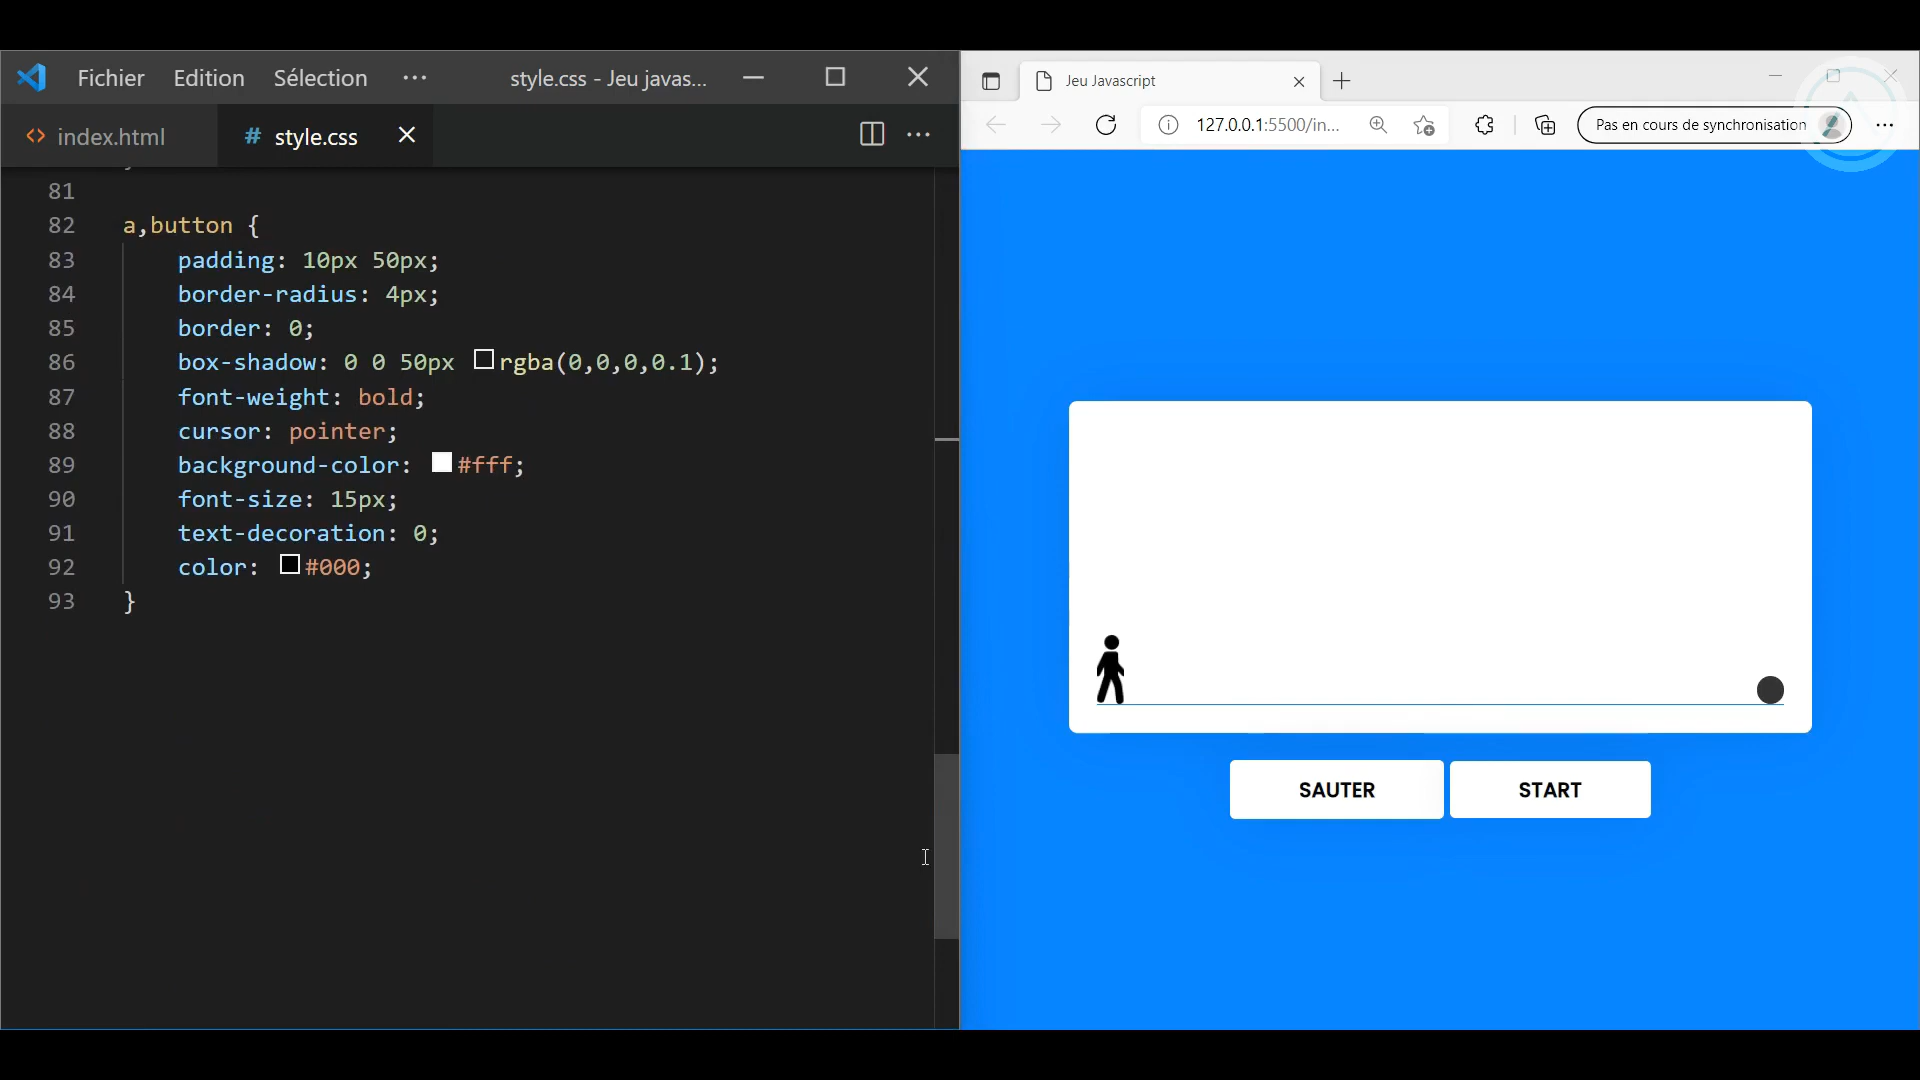 Fichier Edition Sélection ··· style.css - Jeu javas...
index.html # style.css
81
82 a,button {
83 padding: 10px 50px;
84 border-radius: 4px;
85 border: 0;
86 box-shadow: 0 0 50px rgba(0,0,0,0.1);
87 font-weight: bold;
88 cursor: pointer;
89 background-color: #fff;
90 font-size: 15px;
91 text-decoration: 0;
92 color: #000;
93 }
Jeu Javascript
127.0.0.1:5500/in... Pas en cours de synchronisation
SAUTER START